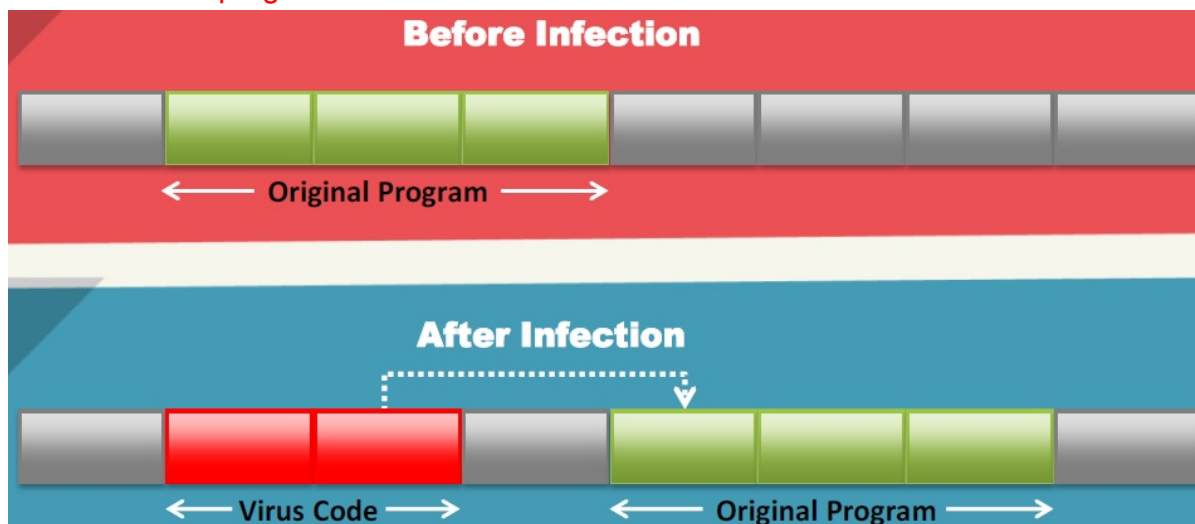 Before Infection
Original Program
After Infection
Virus Code
Original Program